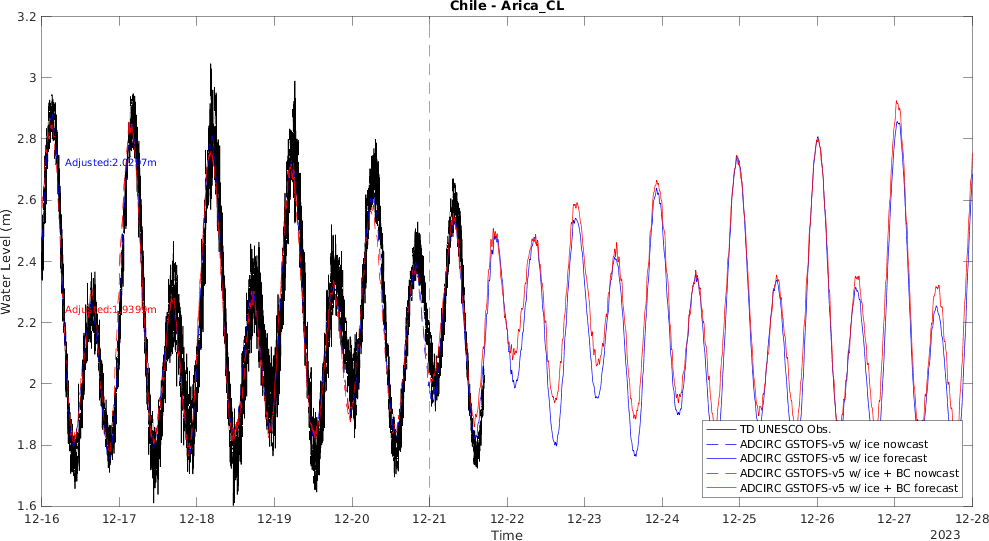 Chile - Arica_CL
3.2
3
2.8
2.6
2.4
2.2
2
1.8
1.6
Water Level (m)
Adjusted:2.0297m
Adjusted:1.9399m
TD UNESCO Obs.
ADCIRC GSTOFS-v5 w/ ice nowcast
ADCIRC GSTOFS-v5 w/ ice forecast
ADCIRC GSTOFS-v5 w/ ice + BC nowcast
ADCIRC GSTOFS-v5 w/ ice + BC forecast
12-16 12-17 12-18 12-19 12-20 12-21 12-22 12-23 12-24 12-25 12-26 12-27 12-28
Time
2023